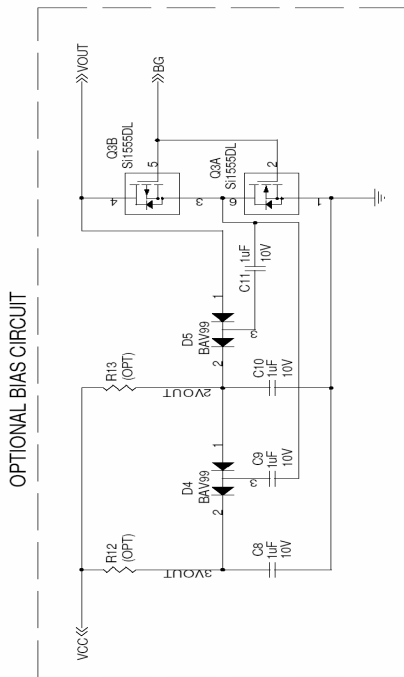 OPTIONAL BIAS CIRCUIT
VCC
VOUT
BG
R12
(OPT)
R13
(OPT)
Q3B
Si1555DL
4
5
3
Q3A
Si1555DL
6
2
1
3VOUT
2
D4
BAV99
1
3
2VOUT
2
D5
BAV99
1
3
C8
1uF
10V
C9
1uF
10V
C10
1uF
10V
C11
1uF
10V